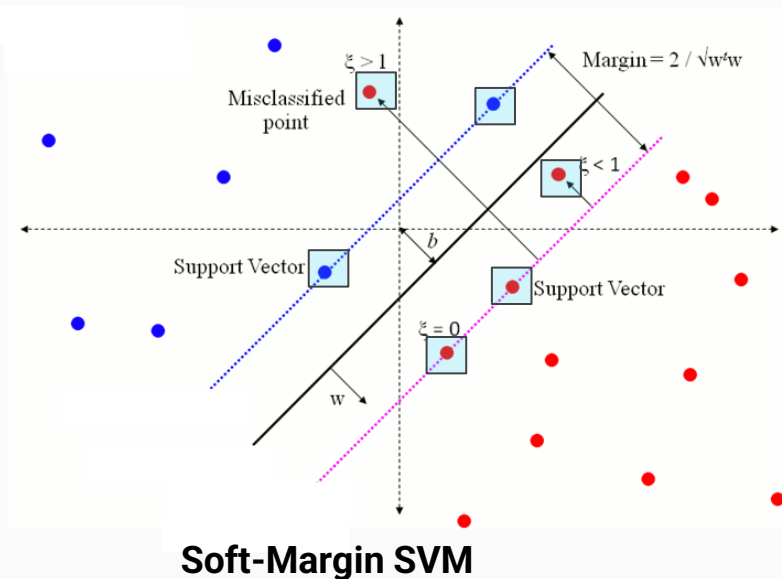 ξ > 1
Margin = 2 / √wᵗw
Misclassified
point
ξ < 1
b
Support Vector
Support Vector
ξ = 0
w
Soft-Margin SVM